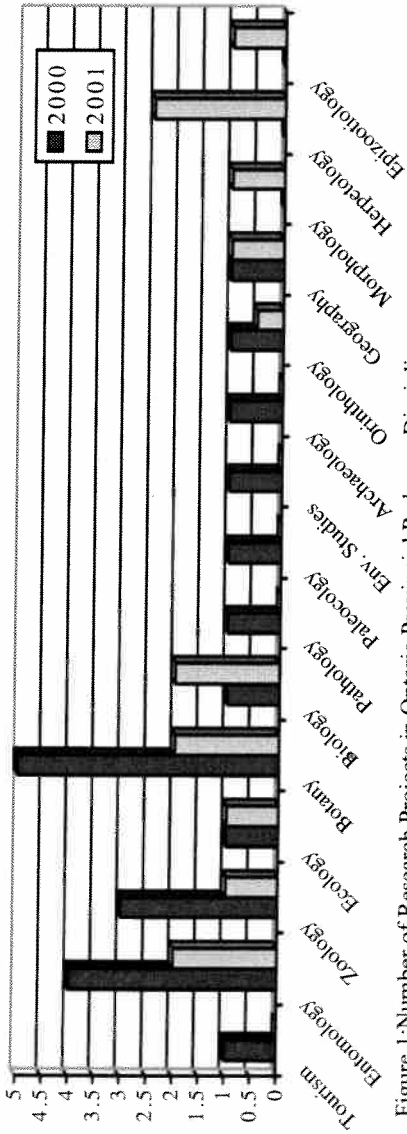 2000
2001
5
4.5
4
3.5
3
2.5
2
1.5
1
0.5
0
Tourism
Entomology
Zoology
Ecology
Botany
Biology
Pathology
Paleocolgy
Env. Studies
Archaeology
Orinthology
Geography
Morphology
Herpetology
Epizootiology
Figure 1:Number of Research Projects in Ontario Provincial Parks